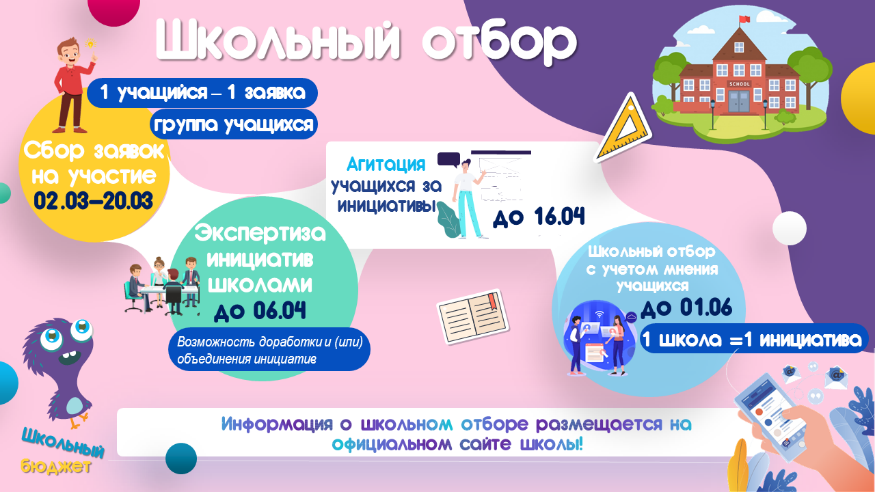 Школьный отбор
SCHOOL
1 учащийся – 1 заявка
группа учащихся
Сбор заявок
на участие
02.03–20.03
Агитация
учащихся за
инициативы
до 16.04
Экспертиза
инициатив
школами
до 06.04
Возможность доработки и (или)
объединения инициатив
Школьный отбор
с учетом мнения
учащихся
до 01.06
1 школа =1 инициатива
Информация о школьном отборе размещается на
официальном сайте школы!
Школьный
бюджет